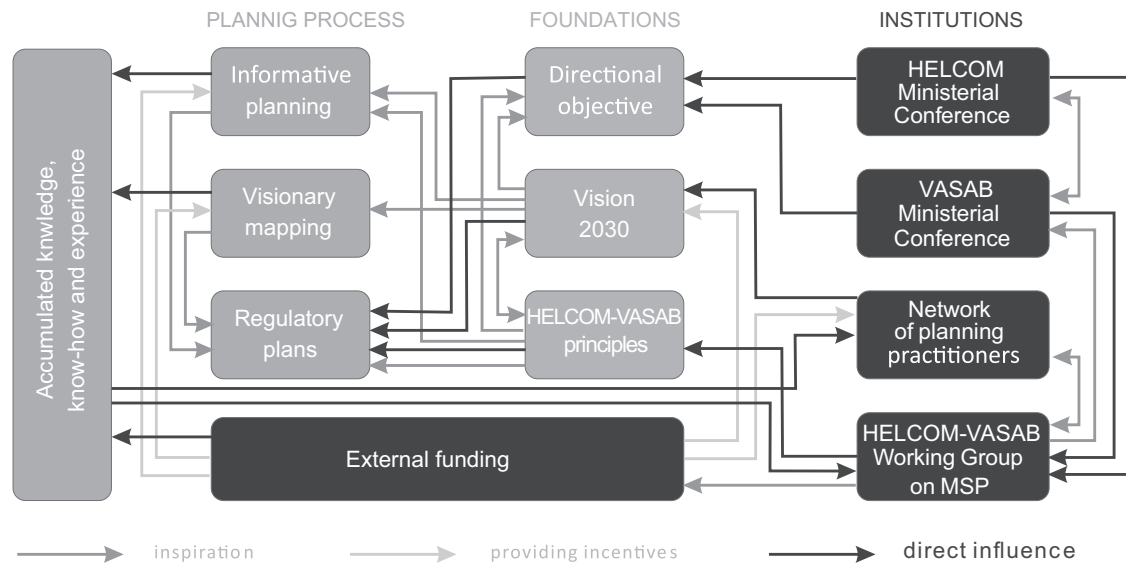 PLANNIG PROCESS
FOUNDATIONS
INSTITUTIONS
Accumulated knwledge,
know-how and experience
Informative
planning
Directional
objective
HELCOM
Ministerial
Conference
Visionary
mapping
Vision
2030
VASAB
Ministerial
Conference
Regulatory
plans
HELCOM-VASAB
principles
Network
of planning
practitioners
External funding
HELCOM-VASAB
Working Group
on MSP
inspiration
providing incentives
direct influence